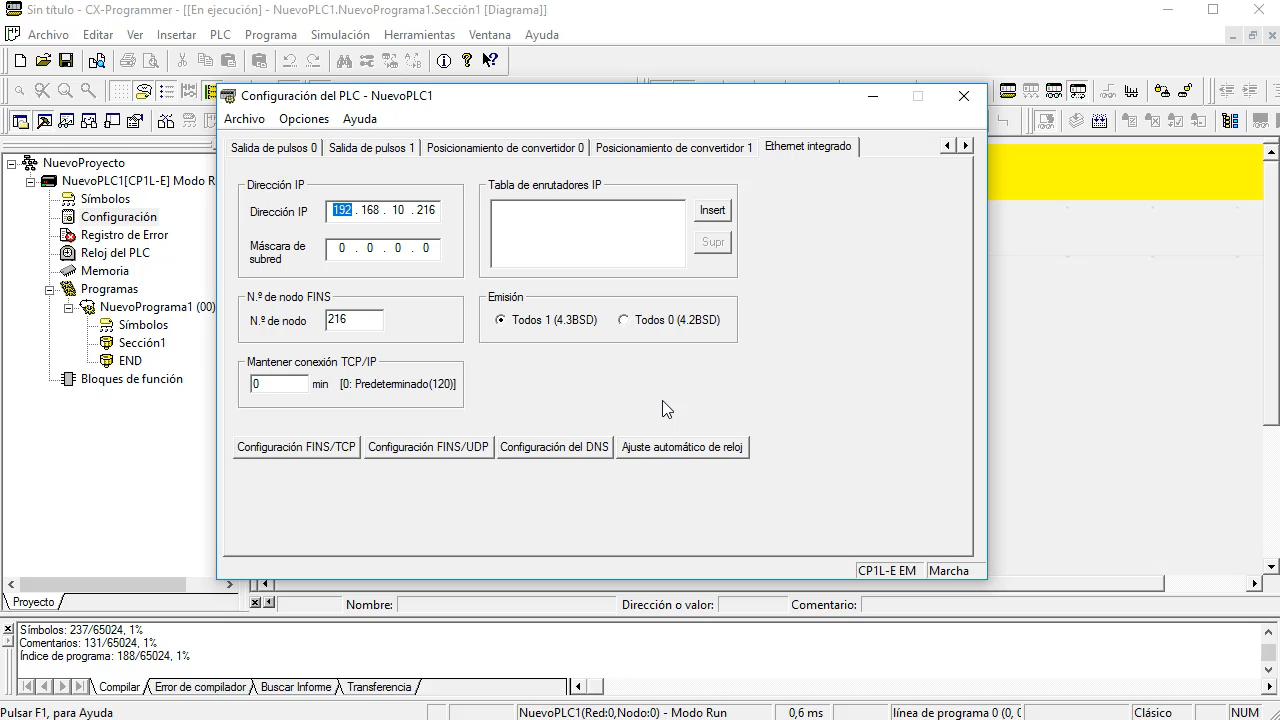 Sin título - CX-Programmer - [[En ejecución] - NuevoPLC1.NuevoPrograma1.Sección1 [Diagrama]]
Archivo Editar Ver Insertar PLC Programa Simulación Herramientas Ventana Ayuda
Configuración del PLC - NuevoPLC1
Archivo Opciones Ayuda
Salida de pulsos 0 Salida de pulsos 1 Posicionamiento de convertidor 0 Posicionamiento de convertidor 1 Ethernet integrado
Dirección IP
Dirección IP 192 . 168 . 10 . 216
Máscara de subred 0 . 0 . 0 . 0
Tabla de enrutadores IP
Insert
Supr
N.º de nodo FINS
N.º de nodo 216
Emisión
Todos 1 (4.3BSD) Todos 0 (4.2BSD)
Mantener conexión TCP/IP
0 min [0: Predeterminado(120)]
Configuración FINS/TCP Configuración FINS/UDP Configuración del DNS Ajuste automático de reloj
CP1L-E EM Marcha
NuevoProyecto
NuevoPLC1[CP1L-E] Modo R
Símbolos
Configuración
Registro de Error
Reloj del PLC
Memoria
Programas
NuevoPrograma1 (00)
Símbolos
Sección1
END
Bloques de función
Proyecto
Nombre: Dirección o valor: Comentario:
Símbolos: 237/65024, 1%
Comentarios: 131/65024, 1%
Índice de programa: 188/65024, 1%
Compilar Error de compilador Buscar Informe Transferencia
Pulsar F1, para Ayuda NuevoPLC1(Red:0,Nodo:0) - Modo Run 0,6 ms línea de programa 0 (0, 0 Clásico NUM